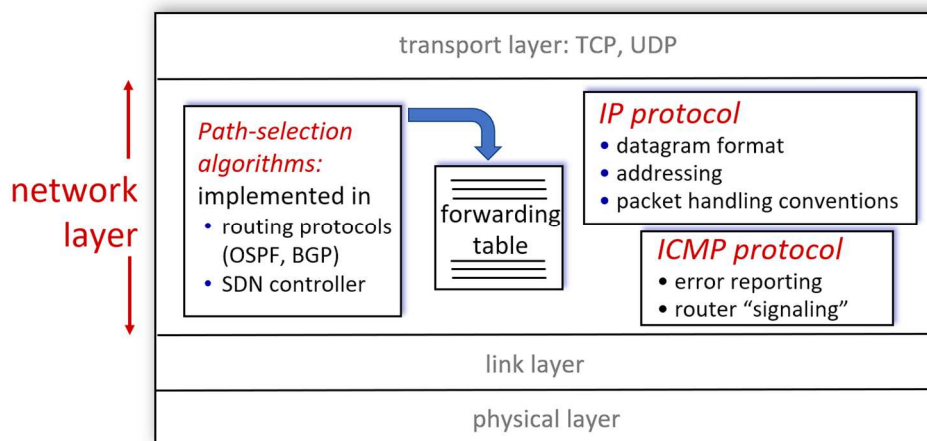 transport layer: TCP, UDP
network
layer
Path-selection
algorithms:
implemented in
• routing protocols
(OSPF, BGP)
• SDN controller
forwarding
table
IP protocol
• datagram format
• addressing
• packet handling conventions
ICMP protocol
• error reporting
• router “signaling”
link layer
physical layer